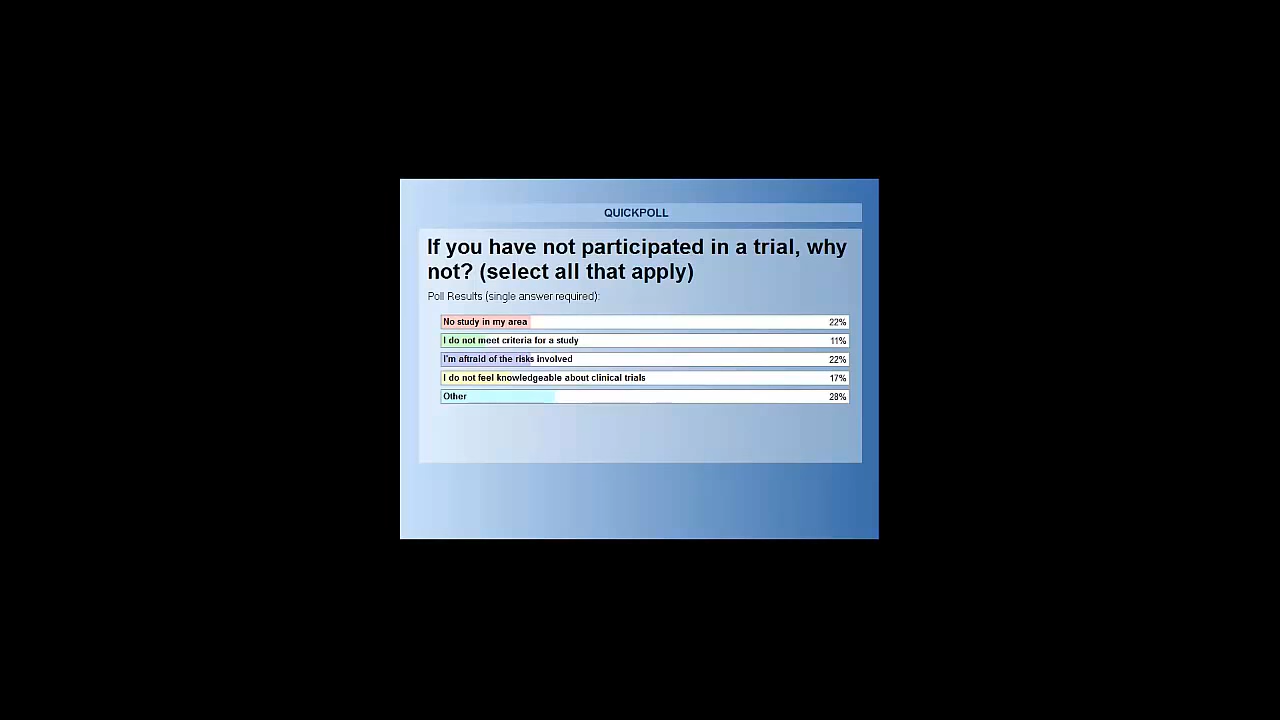 QUICKPOLL
If you have not participated in a trial, why
not? (select all that apply)
Poll Results (single answer required):
No study in my area 22%
I do not meet criteria for a study 11%
I'm afraid of the risks involved 22%
I do not feel knowledgeable about clinical trials 17%
Other 28%